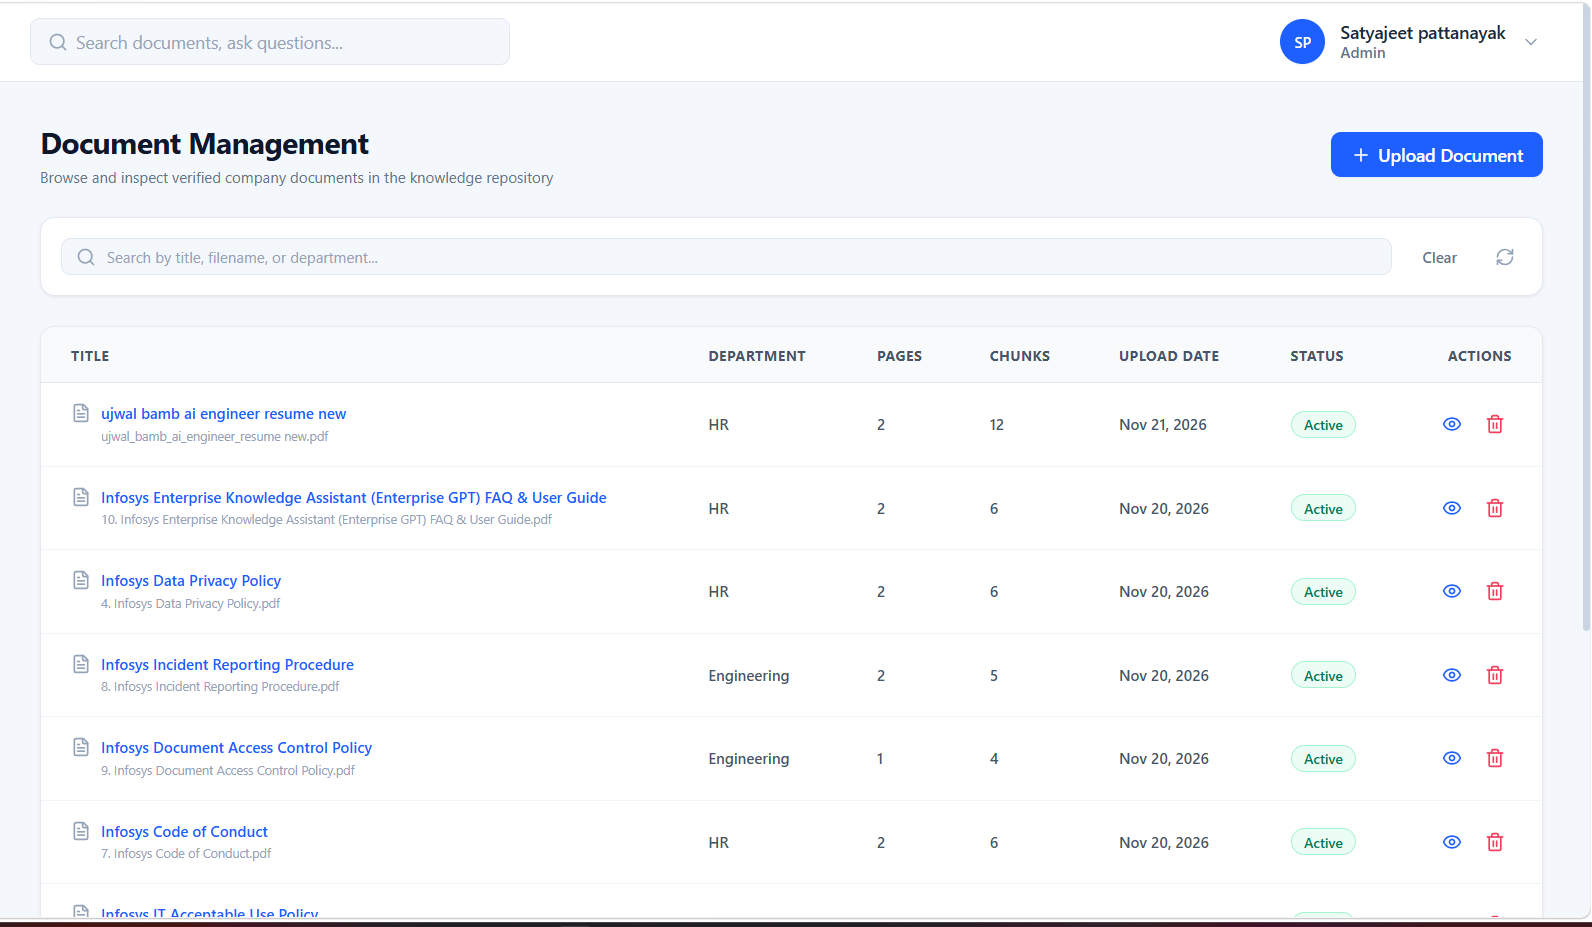 Search documents, ask questions...
SP
Satyajeet pattanayak
Admin
Document Management
Browse and inspect verified company documents in the knowledge repository
+ Upload Document
Search by title, filename, or department...
Clear
TITLE DEPARTMENT PAGES CHUNKS UPLOAD DATE STATUS ACTIONS
ujwal bamb ai engineer resume new
ujwal_bamb_ai_engineer_resume new.pdf
HR 2 12 Nov 21, 2026 Active
Infosys Enterprise Knowledge Assistant (Enterprise GPT) FAQ & User Guide
10. Infosys Enterprise Knowledge Assistant (Enterprise GPT) FAQ & User Guide.pdf
HR 2 6 Nov 20, 2026 Active
Infosys Data Privacy Policy
4. Infosys Data Privacy Policy.pdf
HR 2 6 Nov 20, 2026 Active
Infosys Incident Reporting Procedure
8. Infosys Incident Reporting Procedure.pdf
Engineering 2 5 Nov 20, 2026 Active
Infosys Document Access Control Policy
9. Infosys Document Access Control Policy.pdf
Engineering 1 4 Nov 20, 2026 Active
Infosys Code of Conduct
7. Infosys Code of Conduct.pdf
HR 2 6 Nov 20, 2026 Active
Infosys IT Acceptable Use Policy